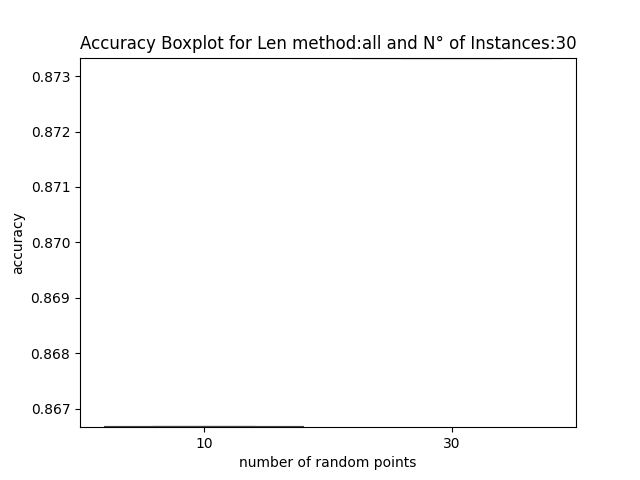 Accuracy Boxplot for Len method:all and N° of Instances:30
0.873
0.872
0.871
0.870
0.869
0.868
0.867
accuracy
10 30
number of random points